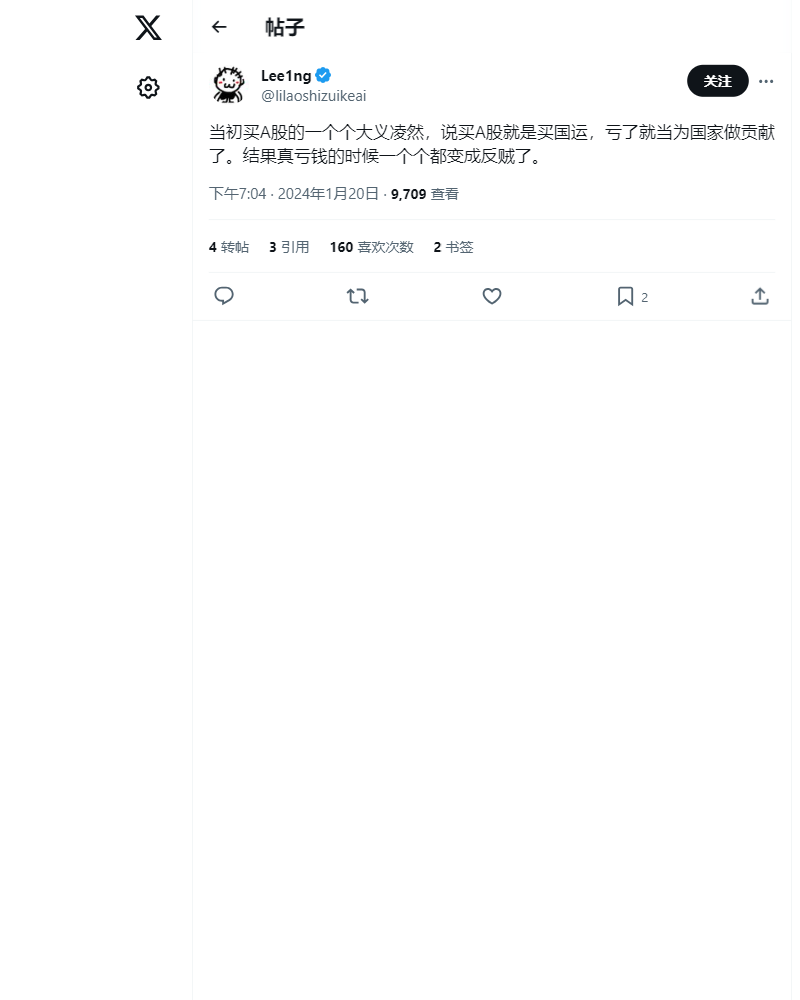 帖子
Lee1ng
关注
@lilaoshizuikeai
当初买A股的一个个大义凌然，说买A股就是买国运，亏了就当为国家做贡献
了。结果真亏钱的时候一个个都变成反贼了。
下午7:04 · 2024年1月20日 · 9,709 查看
4 转帖 3 引用 160 喜欢次数 2 书签
2